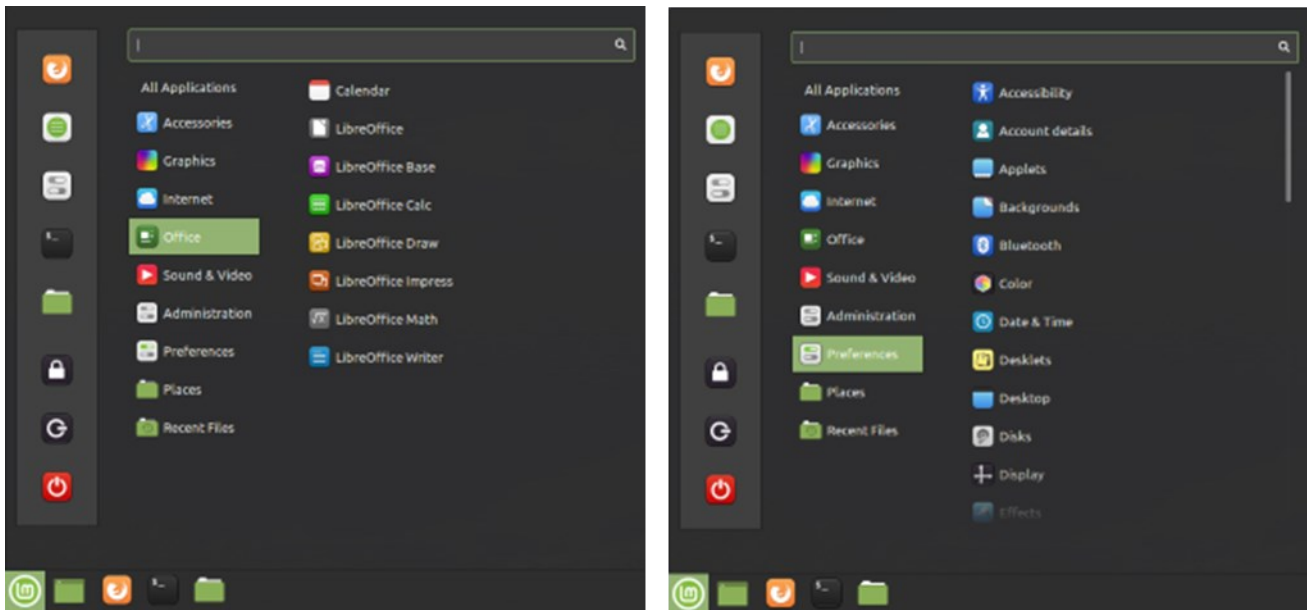 All Applications
Accessories
Graphics
Internet
Office
Sound & Video
Administration
Preferences
Places
Recent Files
Calendar
LibreOffice
LibreOffice Base
LibreOffice Calc
LibreOffice Draw
LibreOffice Impress
LibreOffice Math
LibreOffice Writer
All Applications
Accessories
Graphics
Internet
Office
Sound & Video
Administration
Preferences
Places
Recent Files
Accessibility
Account details
Applets
Backgrounds
Bluetooth
Color
Date & Time
Desklets
Desktop
Disks
Display
Effects